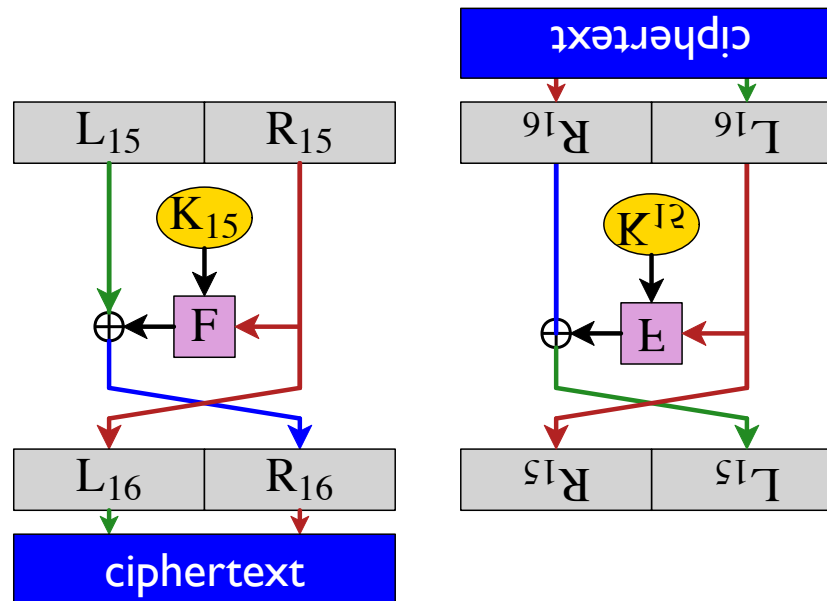 L15 R15
K15
F
L16 R16
ciphertext
ciphertext
R16 L16
K15
F
R15 L15